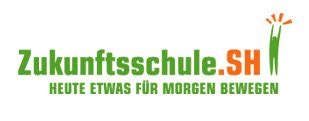 Zukunftsschule.SH
HEUTE ETWAS FÜR MORGEN BEWEGEN